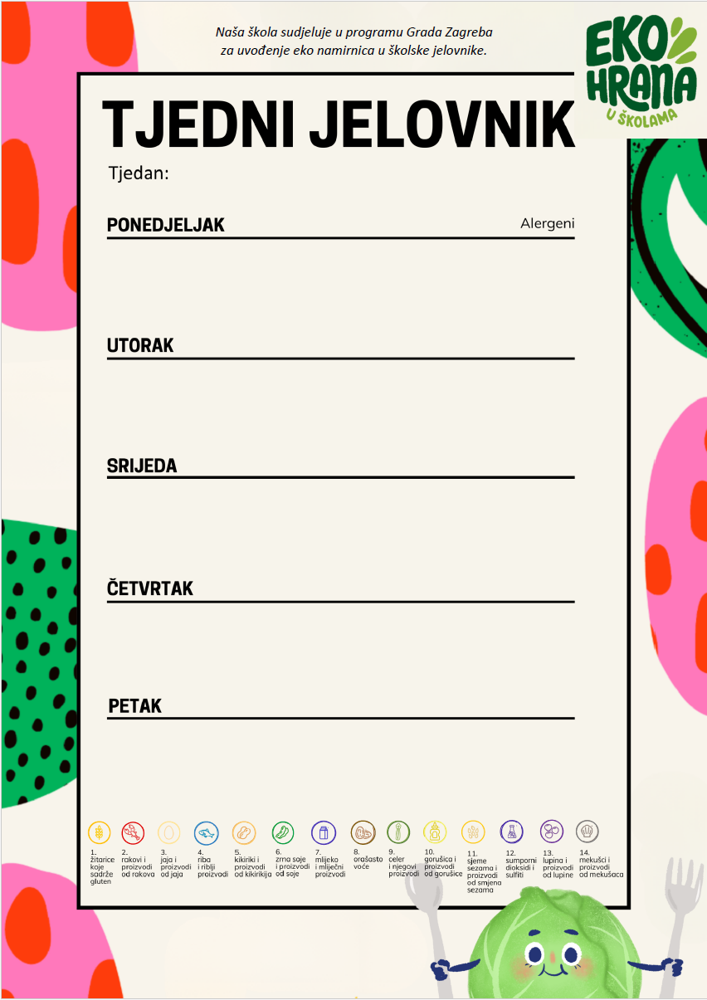 Naša škola sudjeluje u programu Grada Zagreba
za uvođenje eko namirnica u školske jelovnike.
EKO
HRANA
U ŠKOLAMA
TJEDNI JELOVNIK
Tjedan:
PONEDJELJAK Alergeni
UTORAK
SRIJEDA
ČETVRTAK
PETAK
1.
žitarice
koje
sadrže
gluten
2.
rakovi i
proizvodi
od rakova
3.
jaja i
proizvodi
od jaja
4.
riba
i riblji
proizvodi
5.
kikiriki i
proizvodi
od kikirikija
6.
zrna soje
i proizvodi
od soje
7.
mlijeko
i mliječni
proizvodi
8.
orašasto
voće
9.
celer
i njegovi
proizvodi
10.
gorušica i
proizvodi
od gorušice
11.
sjeme
sezama i
proizvodi
od smjena
sezama
12.
sumporni
dioksidi i
sulfiti
13.
lupina i
proizvodi
od lupine
14.
mekušci i
proizvodi
od mekušaca